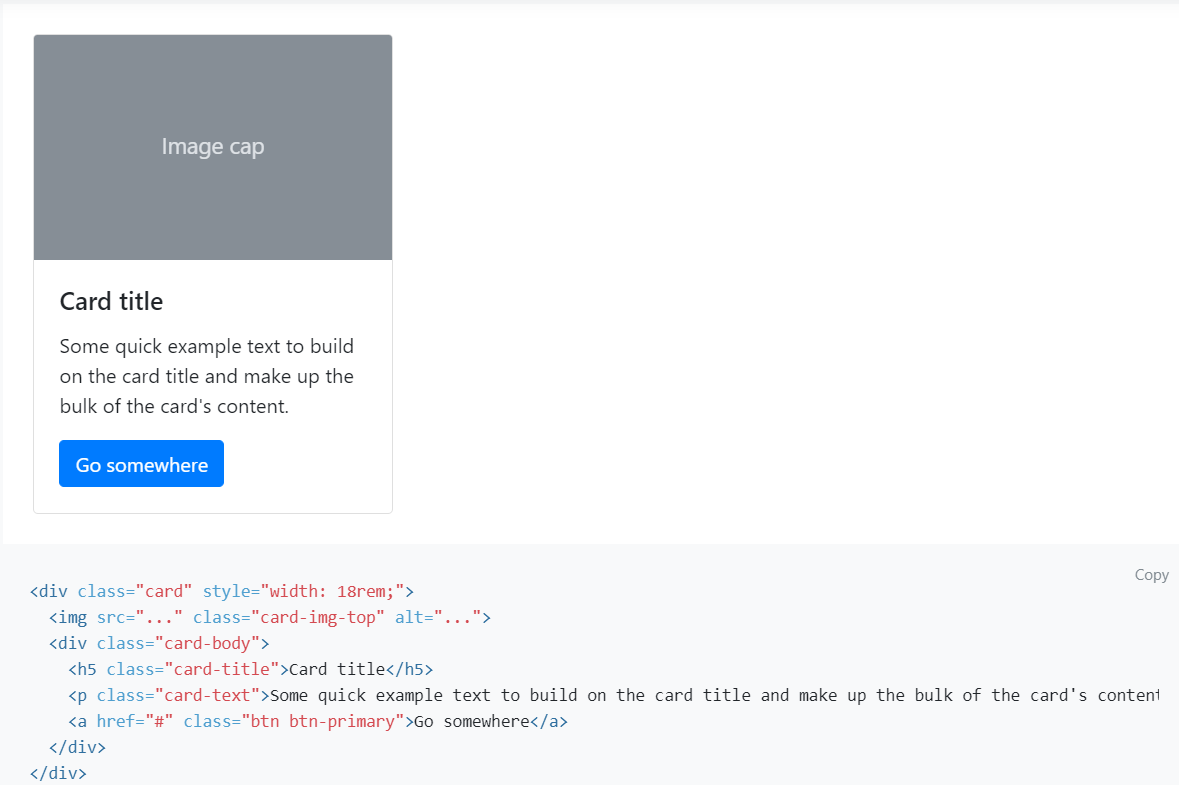 Image cap
Card title
Some quick example text to build
on the card title and make up the
bulk of the card's content.
Go somewhere
Copy
<div class="card" style="width: 18rem;">
  <img src="..." class="card-img-top" alt="...">
  <div class="card-body">
    <h5 class="card-title">Card title</h5>
    <p class="card-text">Some quick example text to build on the card title and make up the bulk of the card's content
    <a href="#" class="btn btn-primary">Go somewhere</a>
  </div>
</div>